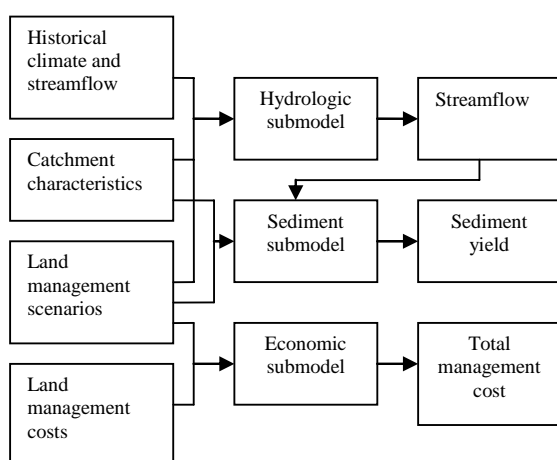 Historical
climate and
streamflow
Hydrologic
submodel
Streamflow
Catchment
characteristics
Sediment
submodel
Sediment
yield
Land
management
scenarios
Economic
submodel
Total
management
cost
Land
management
costs